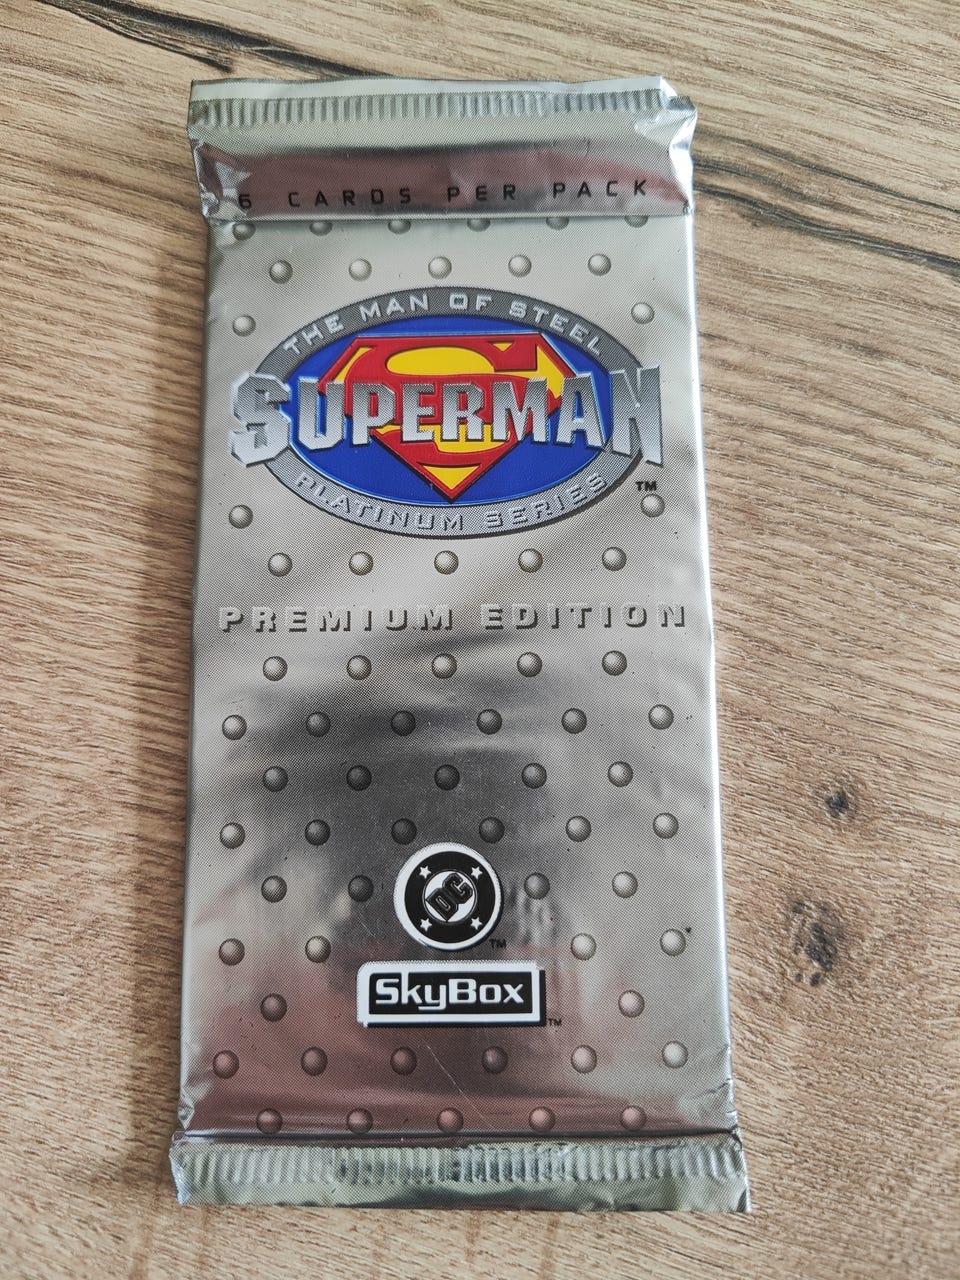 6 CARDS PER PACK
THE MAN OF STEEL
SUPERMAN
TM
PLATINUM SERIES
PREMIUM EDITION
DC
TM
SkyBox
TM